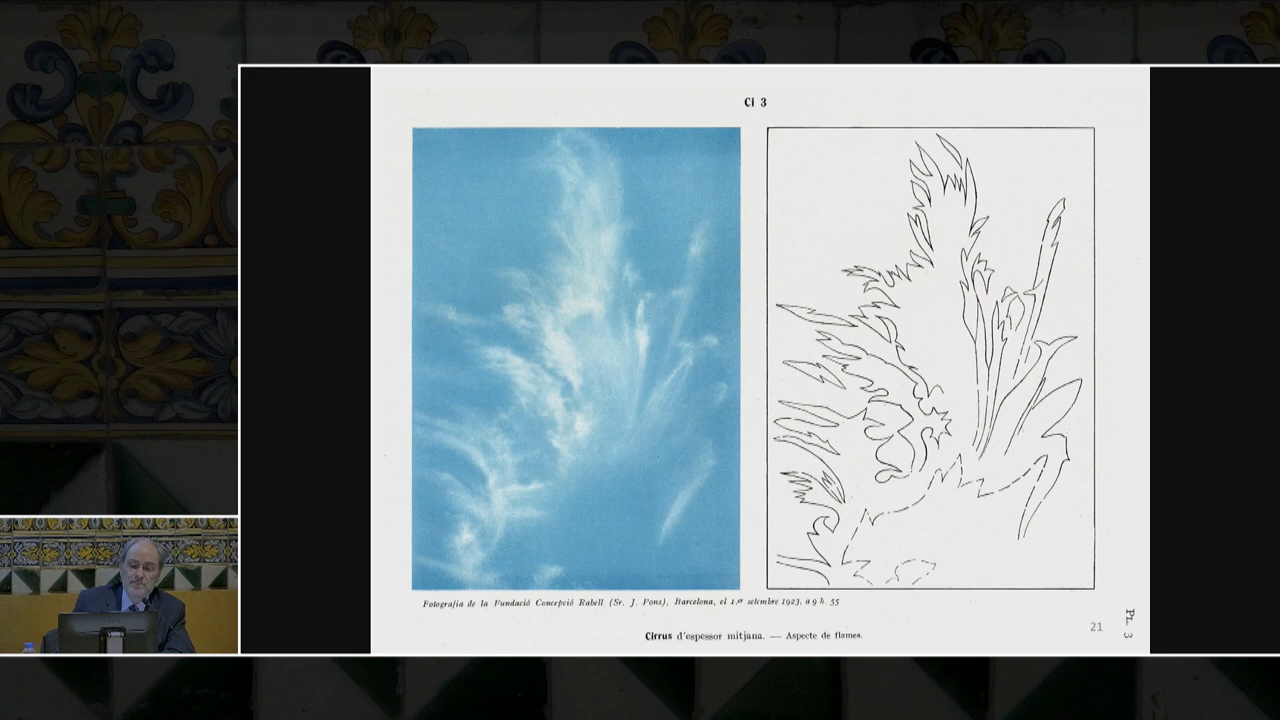 Ci 3
Fotografia de la Fundació Concepció Rabell (Sr. J. Pons), Barcelona, el 1.er setembre 1923, a 9 h. 55
Cirrus d'espessor mitjana. — Aspecte de flames.
21
Pl. 3